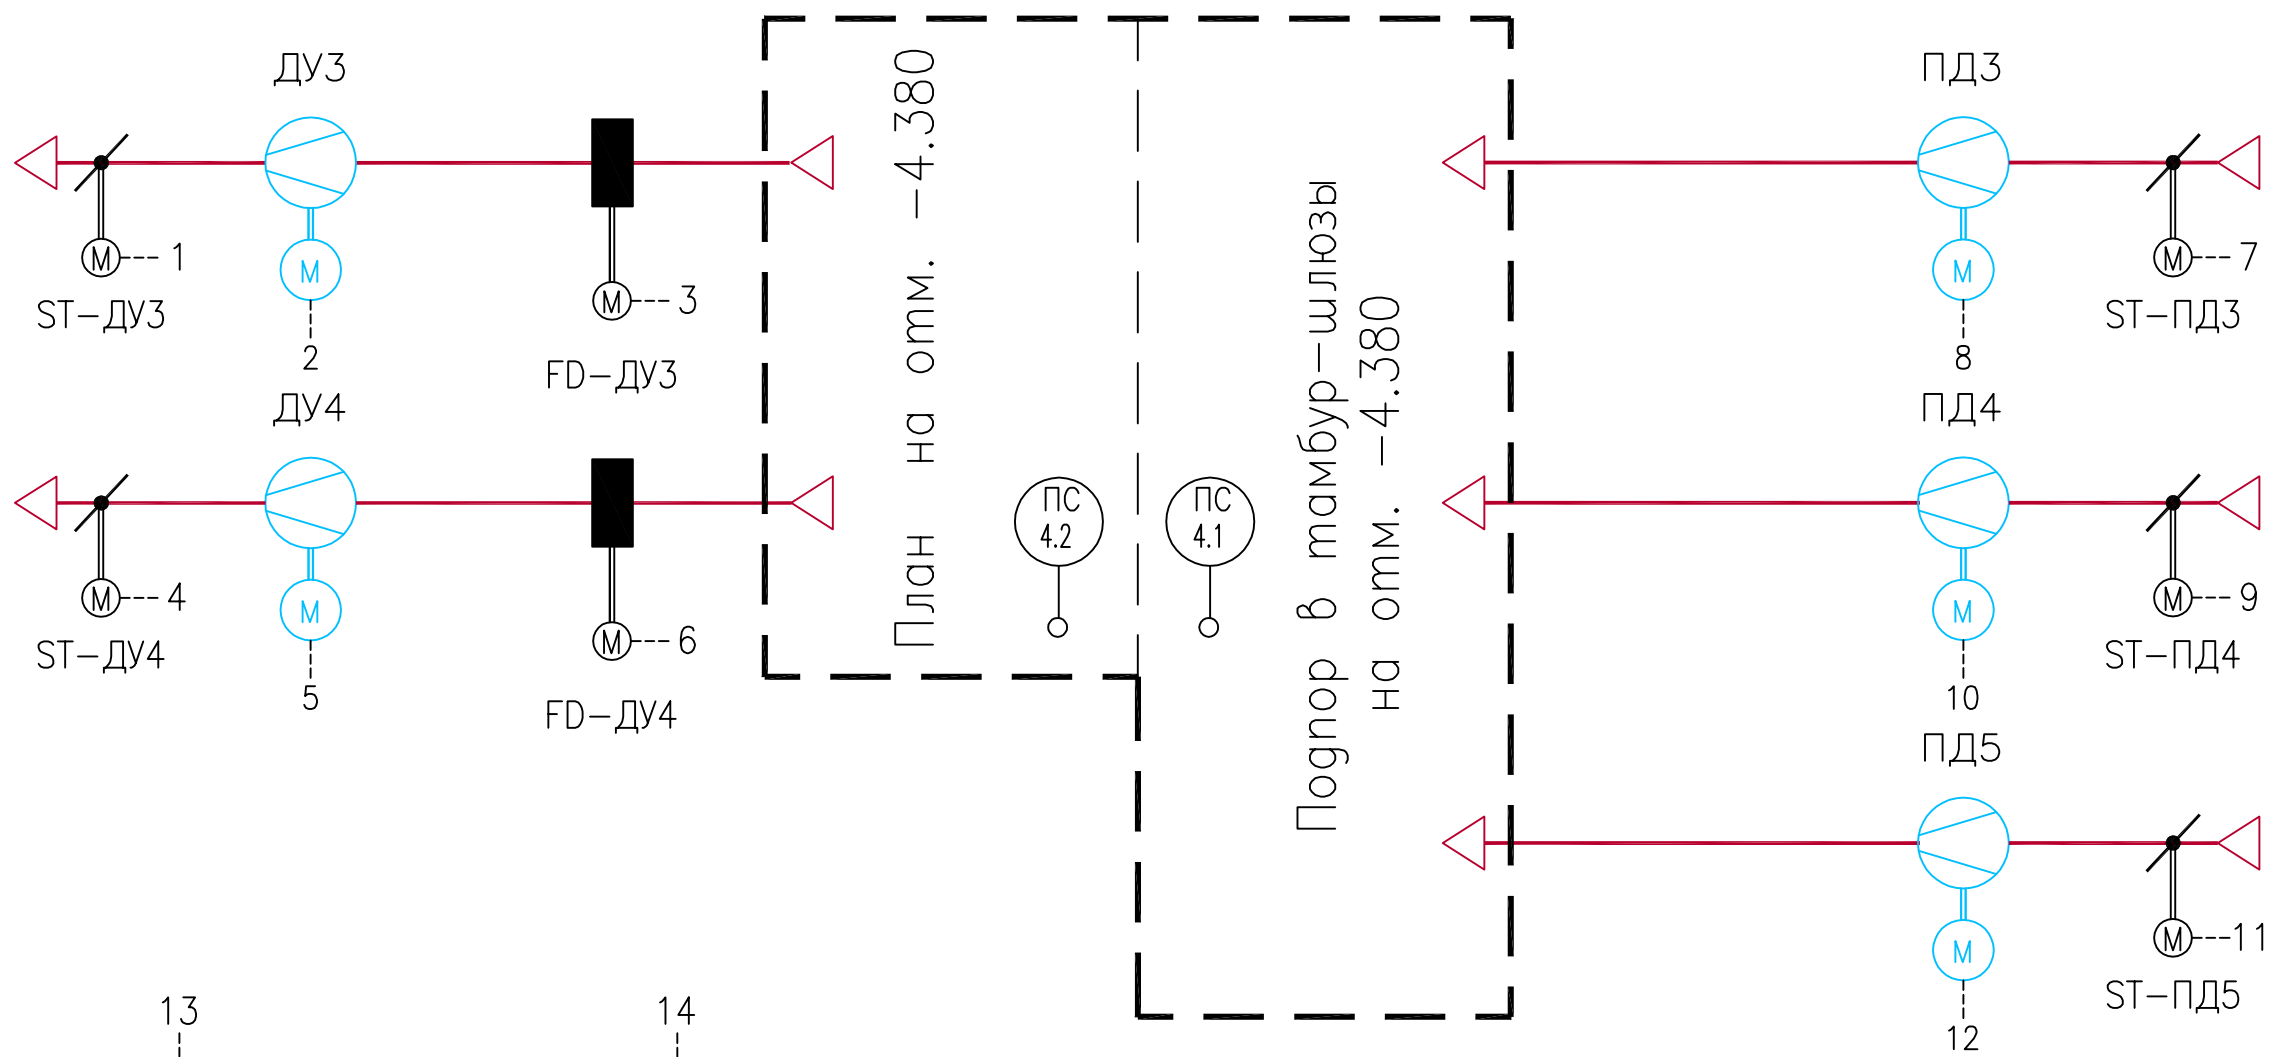 ДУ3
ПД3
М
1
М
2
М
3
М
8
М
7
ST-ДУ3
FD-ДУ3
ST-ПД3
План на отм. -4.380
Подпор в тамбур-шлюзы
на отм. -4.380
ДУ4
ПД4
ПС
4.2
ПС
4.1
М
4
М
5
М
6
М
10
М
9
ST-ДУ4
FD-ДУ4
ST-ПД4
ПД5
М
12
М
11
ST-ПД5
13
14